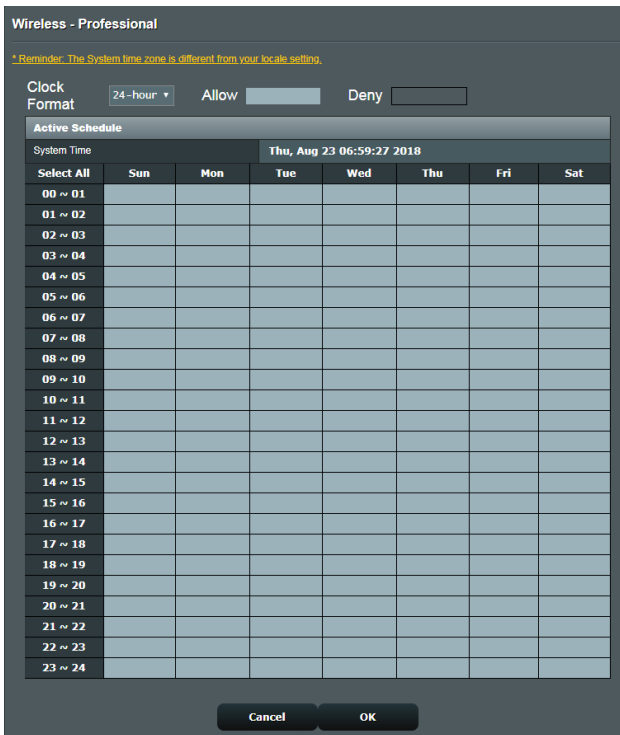 Wireless - Professional
* Reminder: The System time zone is different from your locale setting.
Clock Format 24-hour Allow Deny
Active Schedule
System Time Thu, Aug 23 06:59:27 2018
Select All Sun Mon Tue Wed Thu Fri Sat
00 ~ 01
01 ~ 02
02 ~ 03
03 ~ 04
04 ~ 05
05 ~ 06
06 ~ 07
07 ~ 08
08 ~ 09
09 ~ 10
10 ~ 11
11 ~ 12
12 ~ 13
13 ~ 14
14 ~ 15
15 ~ 16
16 ~ 17
17 ~ 18
18 ~ 19
19 ~ 20
20 ~ 21
21 ~ 22
22 ~ 23
23 ~ 24
Cancel OK